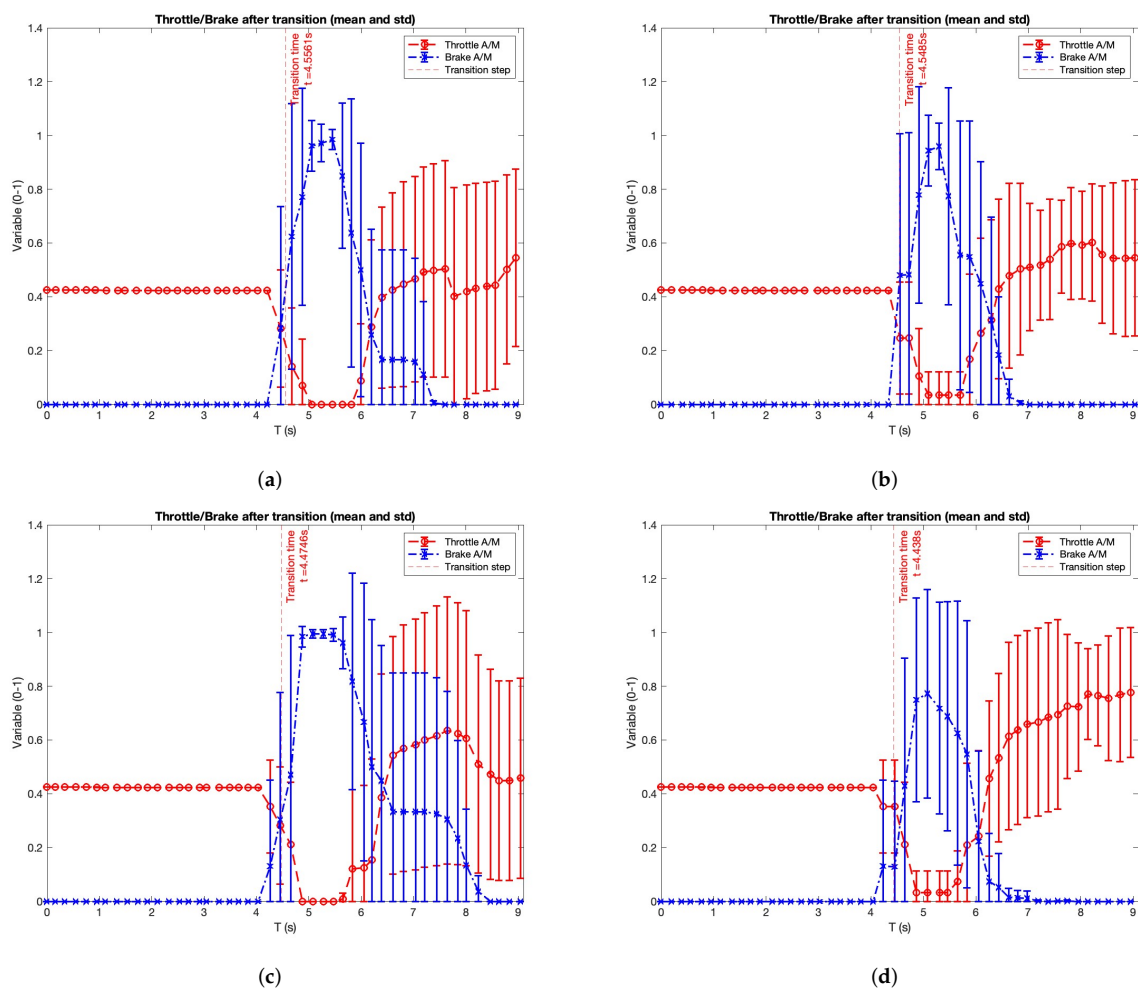 Throttle/Brake after transition (mean and std)
1.4
1.2
1
0.8
0.6
0.4
0.2
0
Variable (0-1)
Transition time
t =4.5561s
Throttle A/M
Brake A/M
Transition step
0 1 2 3 4 5 6 7 8 9
T (s)
(a)
Throttle/Brake after transition (mean and std)
1.4
1.2
1
0.8
0.6
0.4
0.2
0
Variable (0-1)
Transition time
t =4.5485s
Throttle A/M
Brake A/M
Transition step
0 1 2 3 4 5 6 7 8 9
T (s)
(b)
Throttle/Brake after transition (mean and std)
1.4
1.2
1
0.8
0.6
0.4
0.2
0
Variable (0-1)
Transition time
t =4.4746s
Throttle A/M
Brake A/M
Transition step
0 1 2 3 4 5 6 7 8 9
T (s)
(c)
Throttle/Brake after transition (mean and std)
1.4
1.2
1
0.8
0.6
0.4
0.2
0
Variable (0-1)
Transition time
t =4.438s
Throttle A/M
Brake A/M
Transition step
0 1 2 3 4 5 6 7 8 9
T (s)
(d)